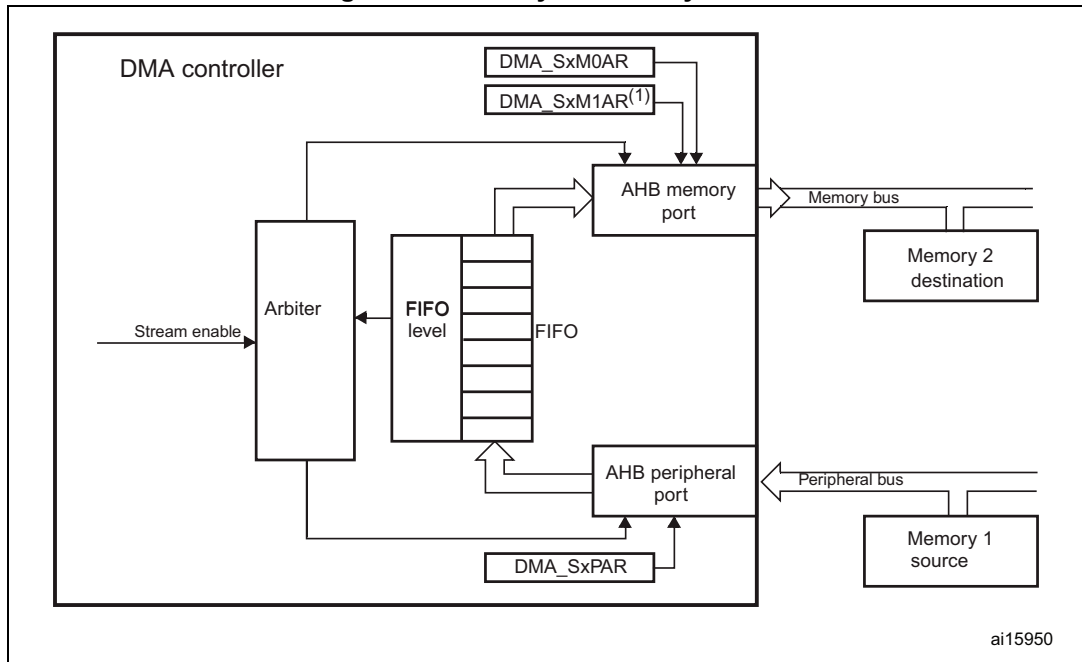 DMA controller
DMA_SxM0AR
DMA_SxM1AR(1)
AHB memory
port
Memory bus
Memory 2
destination
Arbiter
FIFO
level
FIFO
Stream enable
AHB peripheral
port
Peripheral bus
Memory 1
source
DMA_SxPAR
ai15950